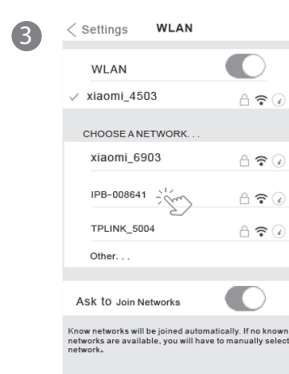 3
Settings WLAN
WLAN
xiaomi_4503
CHOOSE A NETWORK. . .
xiaomi_6903
IPB-008641
TPLINK_5004
Other. . .
Ask to Join Networks
Know networks will be joined automatically. If no known
networks are available, you will have to manually select
network.